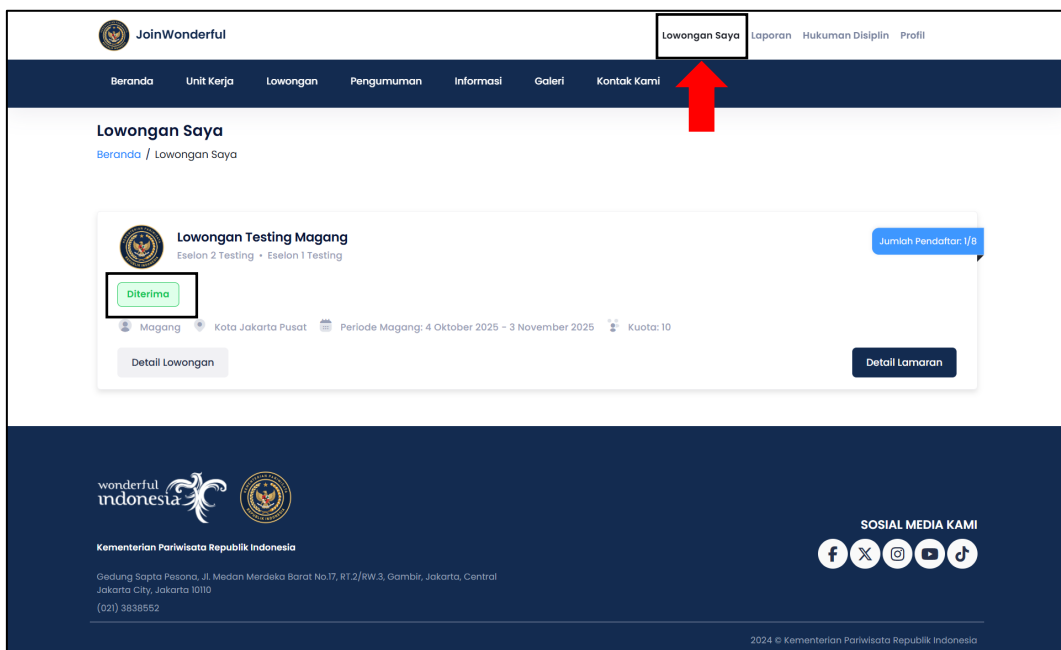 JoinWonderful
Lowongan Saya Laporan Hukuman Disiplin Profil
Beranda Unit Kerja Lowongan Pengumuman Informasi Galeri Kontak Kami
Lowongan Saya
Beranda / Lowongan Saya
Lowongan Testing Magang
Eselon 2 Testing • Eselon 1 Testing
Jumlah Pendaftar: 1/8
Diterima
Magang Kota Jakarta Pusat Periode Magang: 4 Oktober 2025 - 3 November 2025 Kuota: 10
Detail Lowongan
Detail Lamaran
wonderful
indonesia
Kementerian Pariwisata Republik Indonesia
Gedung Sapta Pesona, Jl. Medan Merdeka Barat No.17, RT.2/RW.3, Gambir, Jakarta, Central
Jakarta City, Jakarta 10110
(021) 3838552
SOSIAL MEDIA KAMI
2024 © Kementerian Pariwisata Republik Indonesia